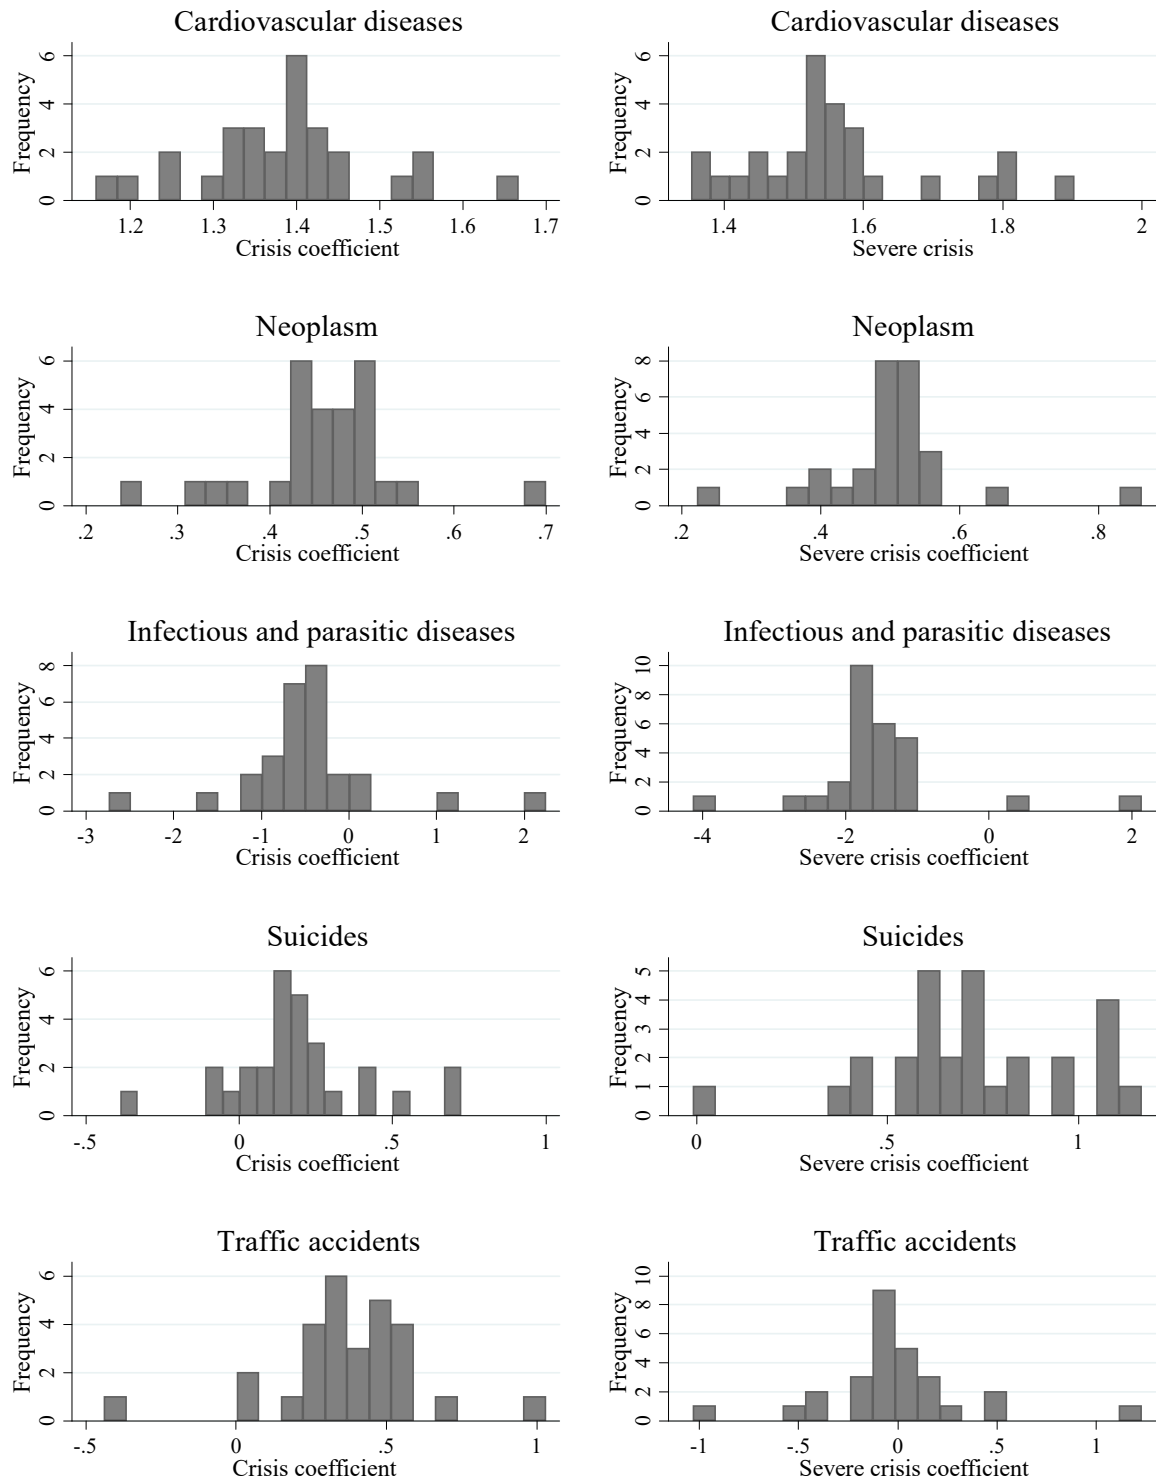 Cardiovascular diseases
Frequency
0 2 4 6
1.2 1.3 1.4 1.5 1.6 1.7
Crisis coefficient
Cardiovascular diseases
Frequency
0 2 4 6
1.4 1.6 1.8 2
Severe crisis
Neoplasm
Frequency
0 2 4 6
.2 .3 .4 .5 .6 .7
Crisis coefficient
Neoplasm
Frequency
0 2 4 6 8
.2 .4 .6 .8
Severe crisis coefficient
Infectious and parasitic diseases
Frequency
0 2 4 6 8
-3 -2 -1 0 1 2
Crisis coefficient
Infectious and parasitic diseases
Frequency
0 2 4 6 8 10
-4 -2 0 2
Severe crisis coefficient
Suicides
Frequency
0 2 4 6
-.5 0 .5 1
Crisis coefficient
Suicides
Frequency
0 1 2 3 4 5
0 .5 1
Severe crisis coefficient
Traffic accidents
Frequency
0 2 4 6
-.5 0 .5 1
Crisis coefficient
Traffic accidents
Frequency
0 2 4 6 8 10
-1 -.5 0 .5 1
Severe crisis coefficient